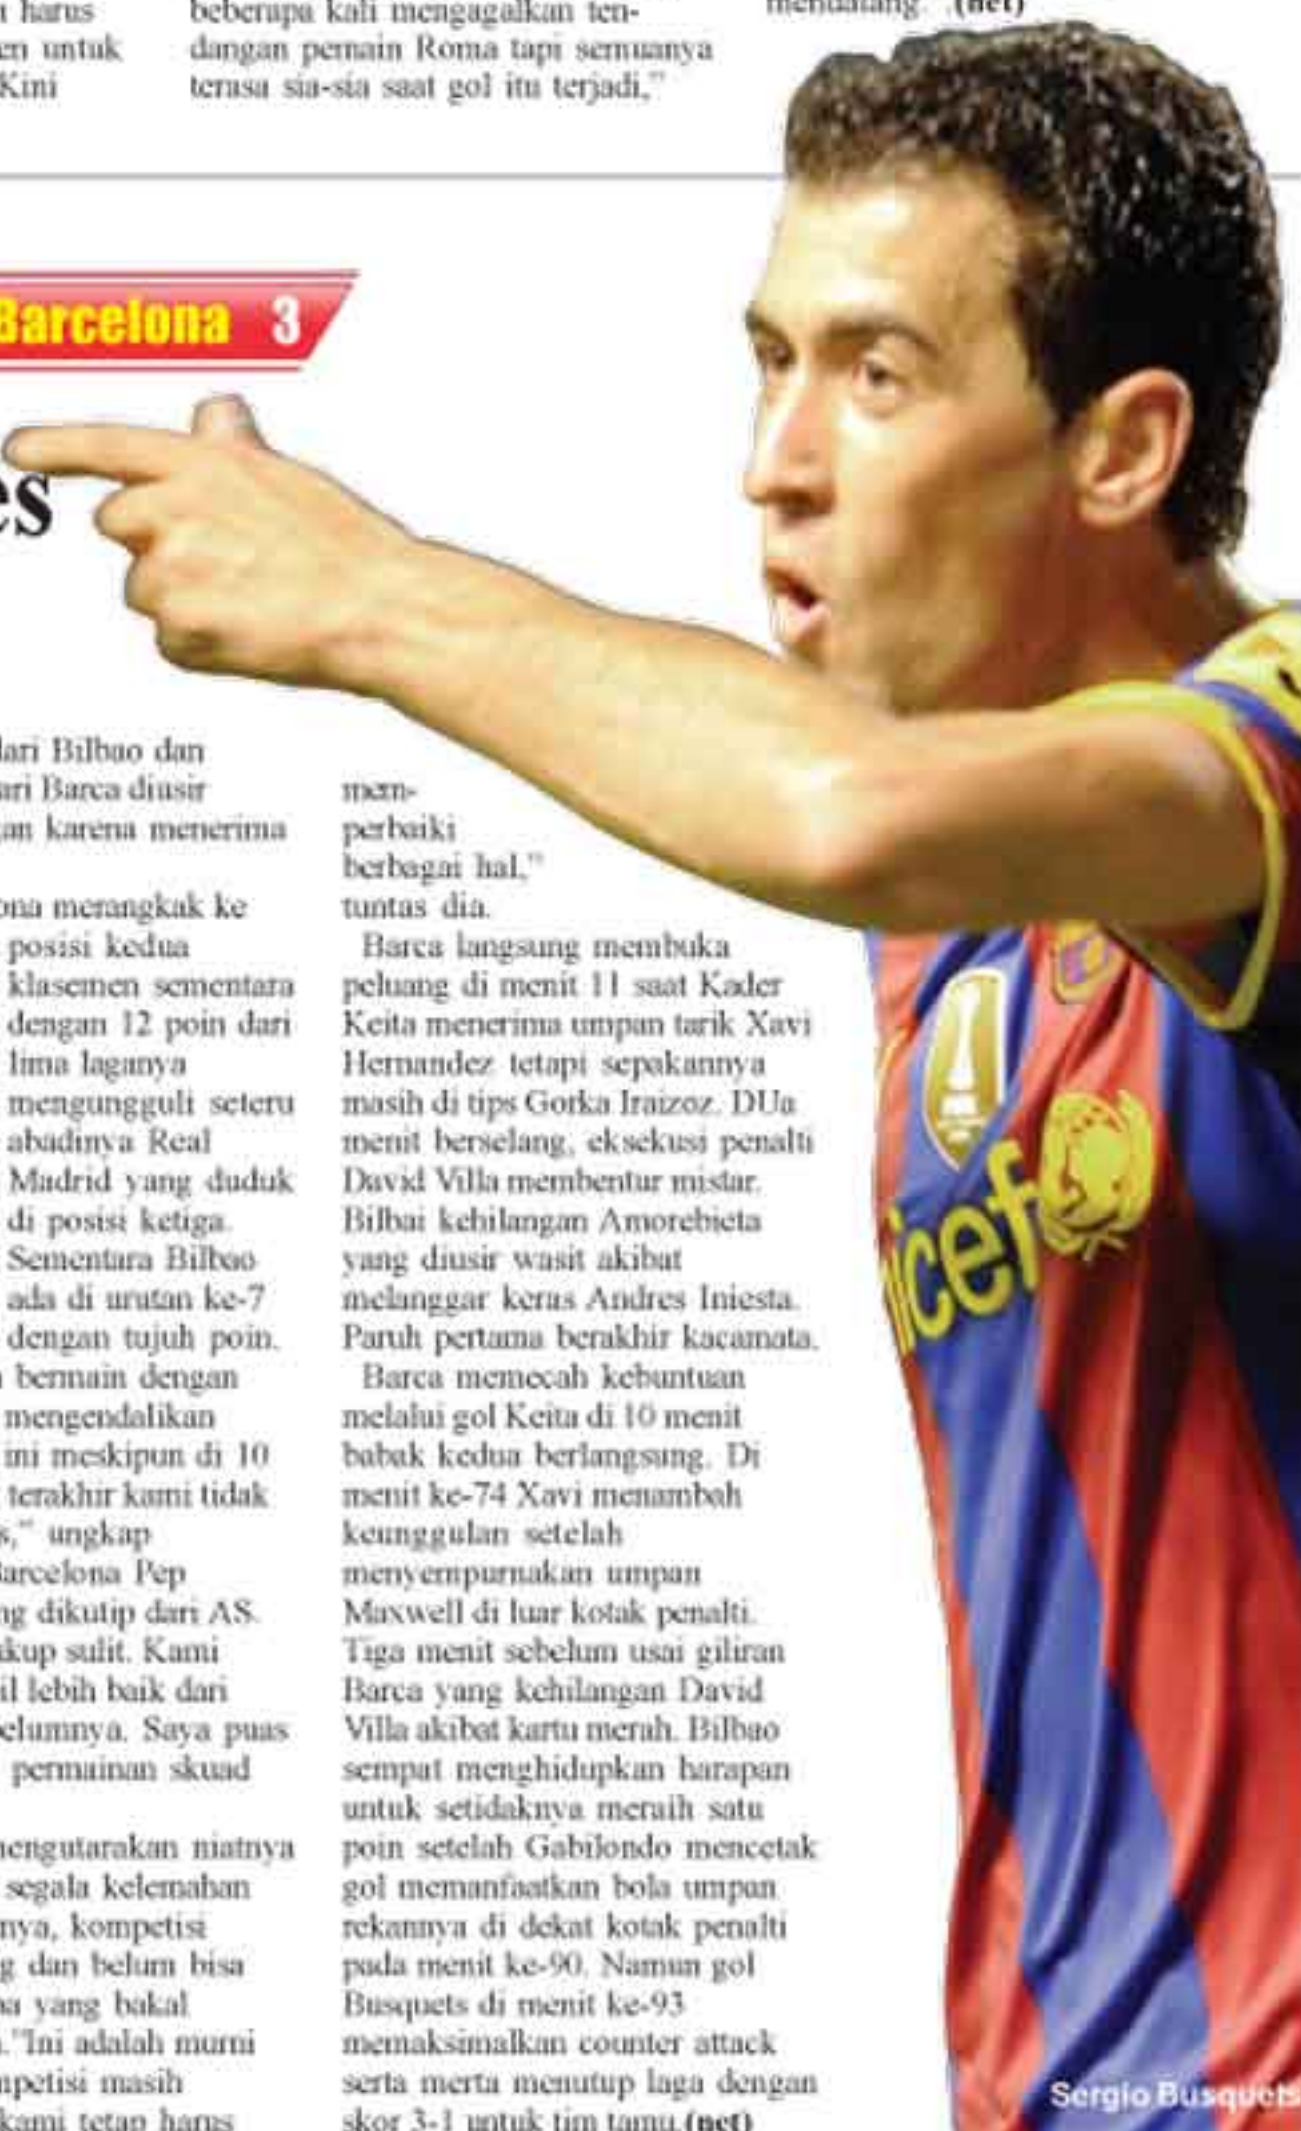 harus
untuk
Kini
beberapa kali mengagalkan ten-
dangan pemain Roma tapi semuanya
terasa sia-sia saat gol itu terjadi,"
mendatang. .(net)
Barcelona 3
es
dari Bilbao dan
ari Barca diusir
gan karena menerima
ona merangkak ke
posisi kedua
klasemen sementara
dengan 12 poin dari
lima laganya
mengungguli seteru
abadinya Real
Madrid yang duduk
di posisi ketiga.
Sementara Bilbao
ada di urutan ke-7
dengan tujuh poin.
bermain dengan
mengendalikan
ini meskipun di 10
terakhir kami tidak
s," ungkap
Barcelona Pep
ng dikutip dari AS.
kup sulit. Kami
il lebih baik dari
belumnya. Saya puas
permainan skuad
mengutarakan niatnya
segala kelemahan
nya, kompetisi
g dan belum bisa
pa yang bakal
."Ini adalah murni
mpetisi masih
kami tetap harus
mem-
perbaiki
berbagai hal,"
tuntas dia.
Barca langsung membuka
peluang di menit 11 saat Kader
Keita menerima umpan tarik Xavi
Hernandez tetapi sepakannya
masih di tips Gorka Iraizoz. DUa
menit berselang, eksekusi penalti
David Villa membentur mistar.
Bilbai kehilangan Amorebieta
yang diusir wasit akibat
melanggar keras Andres Iniesta.
Paruh pertama berakhir kacamata.
Barca memecah kebuntuan
melalui gol Keita di 10 menit
babak kedua berlangsung. Di
menit ke-74 Xavi menambah
keunggulan setelah
menyempurnakan umpan
Maxwell di luar kotak penalti.
Tiga menit sebelum usai giliran
Barca yang kehilangan David
Villa akibat kartu merah. Bilbao
sempat menghidupkan harapan
untuk setidaknya meraih satu
poin setelah Gabilondo mencetak
gol memanfaatkan bola umpan
rekannya di dekat kotak penalti
pada menit ke-90. Namun gol
Busquets di menit ke-93
memaksimalkan counter attack
serta merta menutup laga dengan
skor 3-1 untuk tim tamu.(net)
nicef
Sergio Busquets